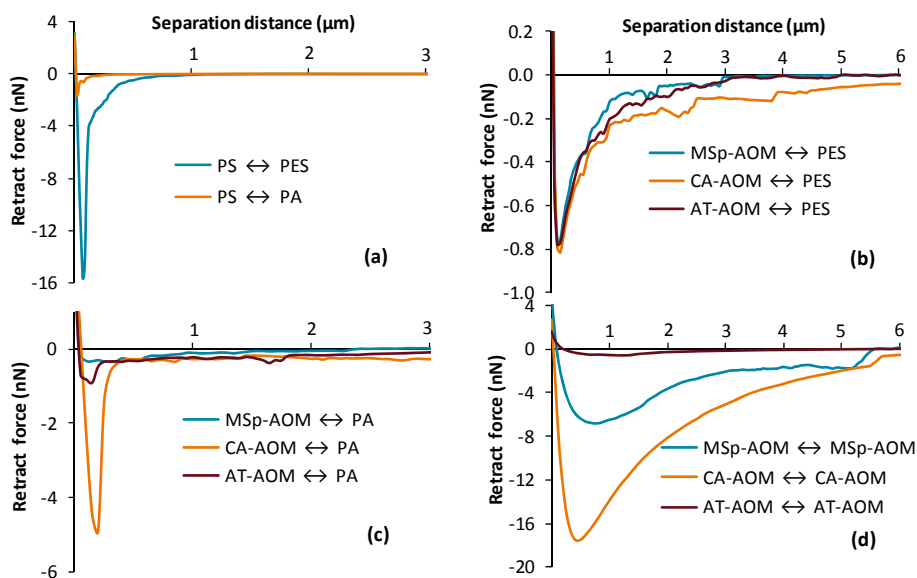 Separation distance (µm)
4
1
2
3
0
-4
-8
-12
-16
Retract force (nN)
PS ↔ PES
PS ↔ PA
(a)
Separation distance (µm)
1
2
3
4
5
6
0.0
-0.2
-0.4
-0.6
-0.8
-1.0
Retract force (nN)
MSp-AOM ↔ PES
CA-AOM ↔ PES
AT-AOM ↔ PES
(b)
1
2
3
0
-2
-4
-6
Retract force (nN)
MSp-AOM ↔ PA
CA-AOM ↔ PA
AT-AOM ↔ PA
(c)
4
1
2
3
4
5
6
0
-4
-8
-12
-16
-20
Retract force (nN)
MSp-AOM ↔ MSp-AOM
CA-AOM ↔ CA-AOM
AT-AOM ↔ AT-AOM
(d)